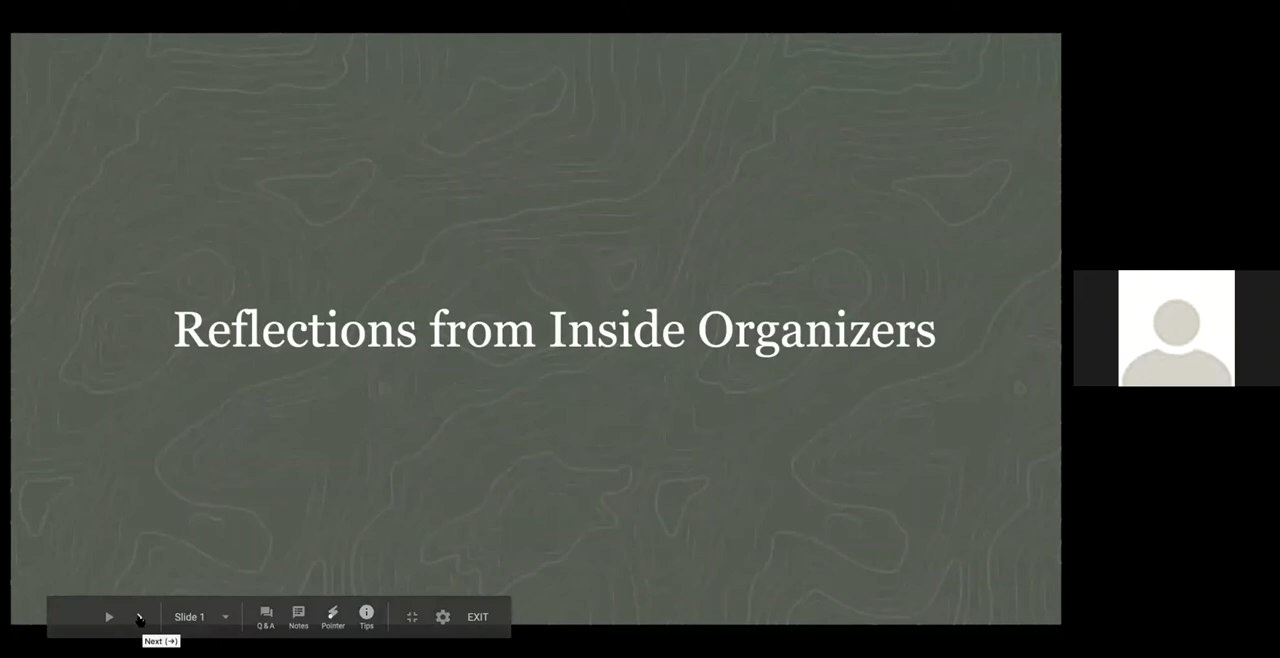 Reflections from Inside Organizers
Slide 1
Q & A
Notes
Pointer
Tips
EXIT
Next (→)